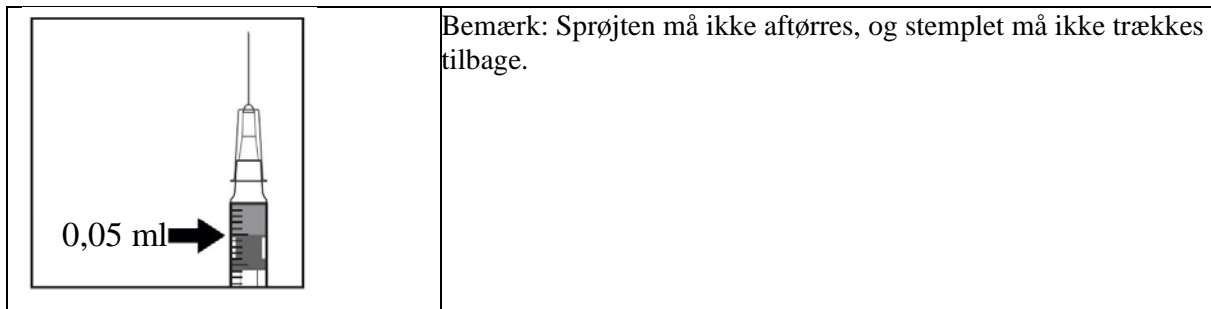 Bemærk: Sprøjten må ikke aftørres, og stemplet må ikke trækkes
tilbage.
0,05 ml